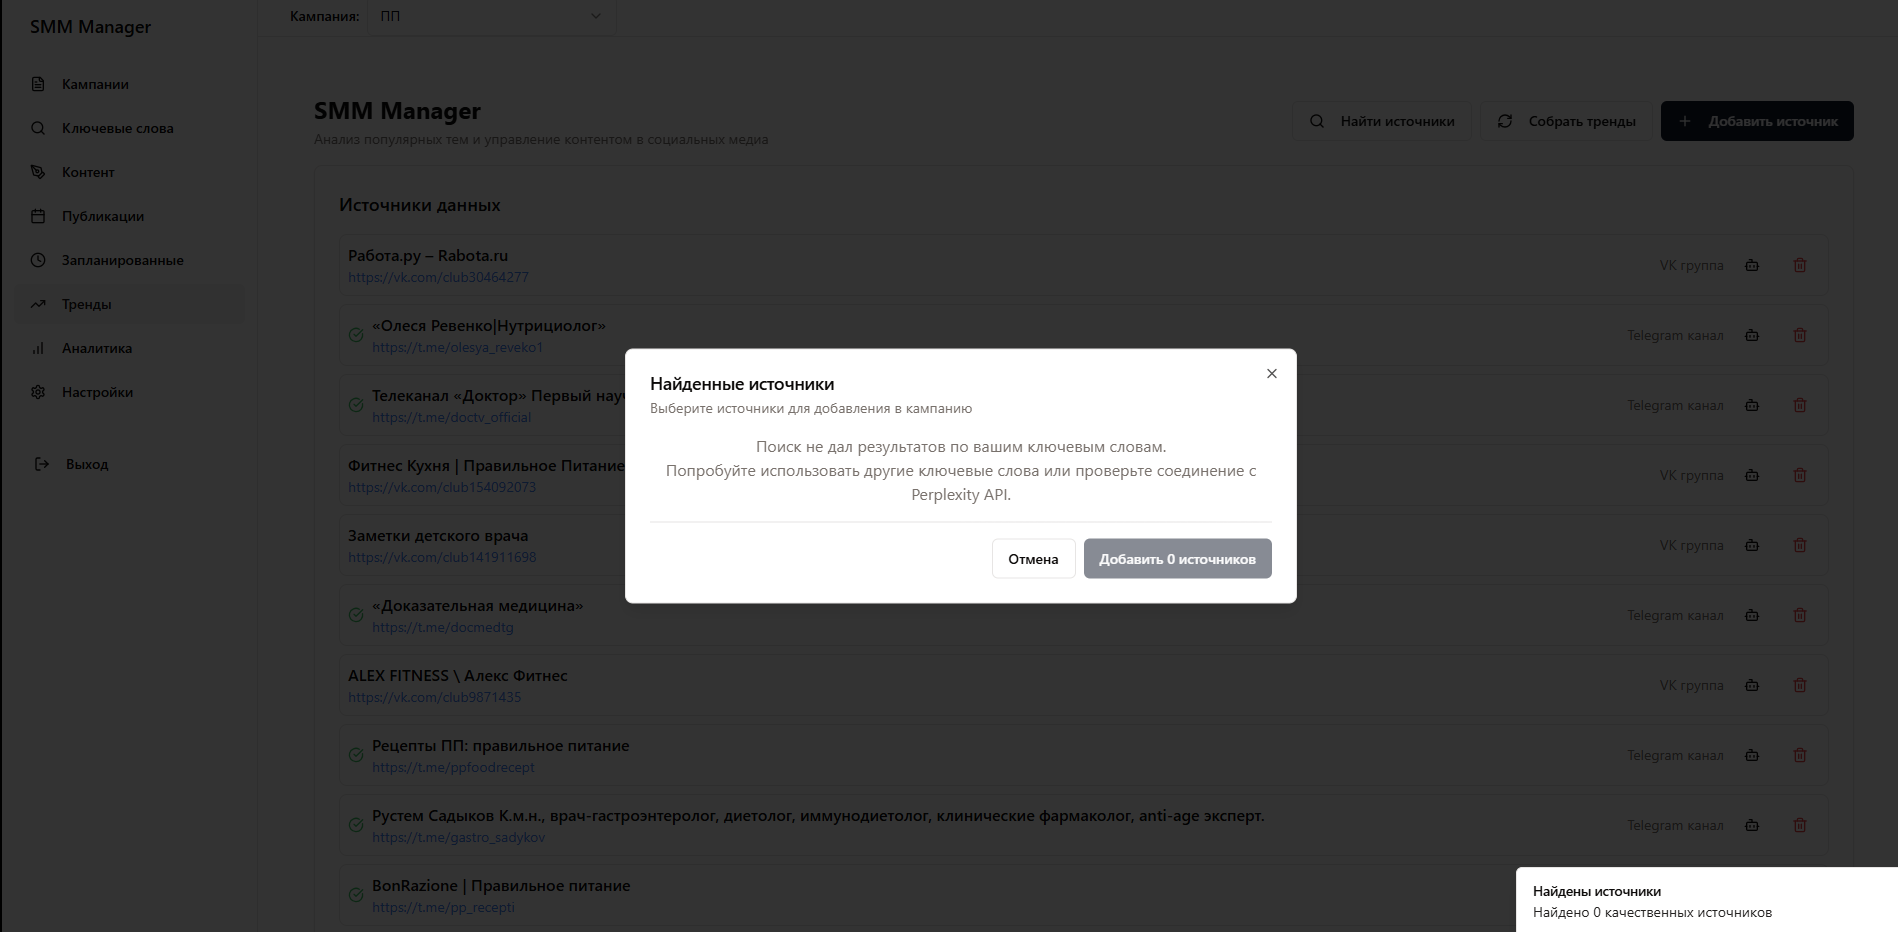 SMM Manager
Кампания: ПП
Кампании
Ключевые слова
Контент
Публикации
Запланированные
Тренды
Аналитика
Настройки
Выход
SMM Manager
Анализ популярных тем и управление контентом в социальных медиа
Найти источники
Собрать тренды
Добавить источник
Источники данных
Работа.ру – Rabota.ru
https://vk.com/club30464277
VK группа
«Олеся Ревенко|Нутрициолог»
https://t.me/olesya_reveko1
Telegram канал
Телеканал «Доктор» Первый нау
https://t.me/doctv_official
Telegram канал
Фитнес Кухня | Правильное Питание
https://vk.com/club154092073
VK группа
Заметки детского врача
https://vk.com/club141911698
VK группа
«Доказательная медицина»
https://t.me/docmedtg
Telegram канал
ALEX FITNESS \ Алекс Фитнес
https://vk.com/club9871435
VK группа
Рецепты ПП: правильное питание
https://t.me/ppfoodrecept
Telegram канал
Рустем Садыков К.м.н., врач-гастроэнтеролог, диетолог, иммунодиетолог, клинические фармаколог, anti-age эксперт.
https://t.me/gastro_sadykov
Telegram канал
BonRazione | Правильное питание
https://t.me/pp_recepti
Найденные источники
Выберите источники для добавления в кампанию
Поиск не дал результатов по вашим ключевым словам.
Попробуйте использовать другие ключевые слова или проверьте соединение с
Perplexity API.
Отмена
Добавить 0 источников
Найдены источники
Найдено 0 качественных источников